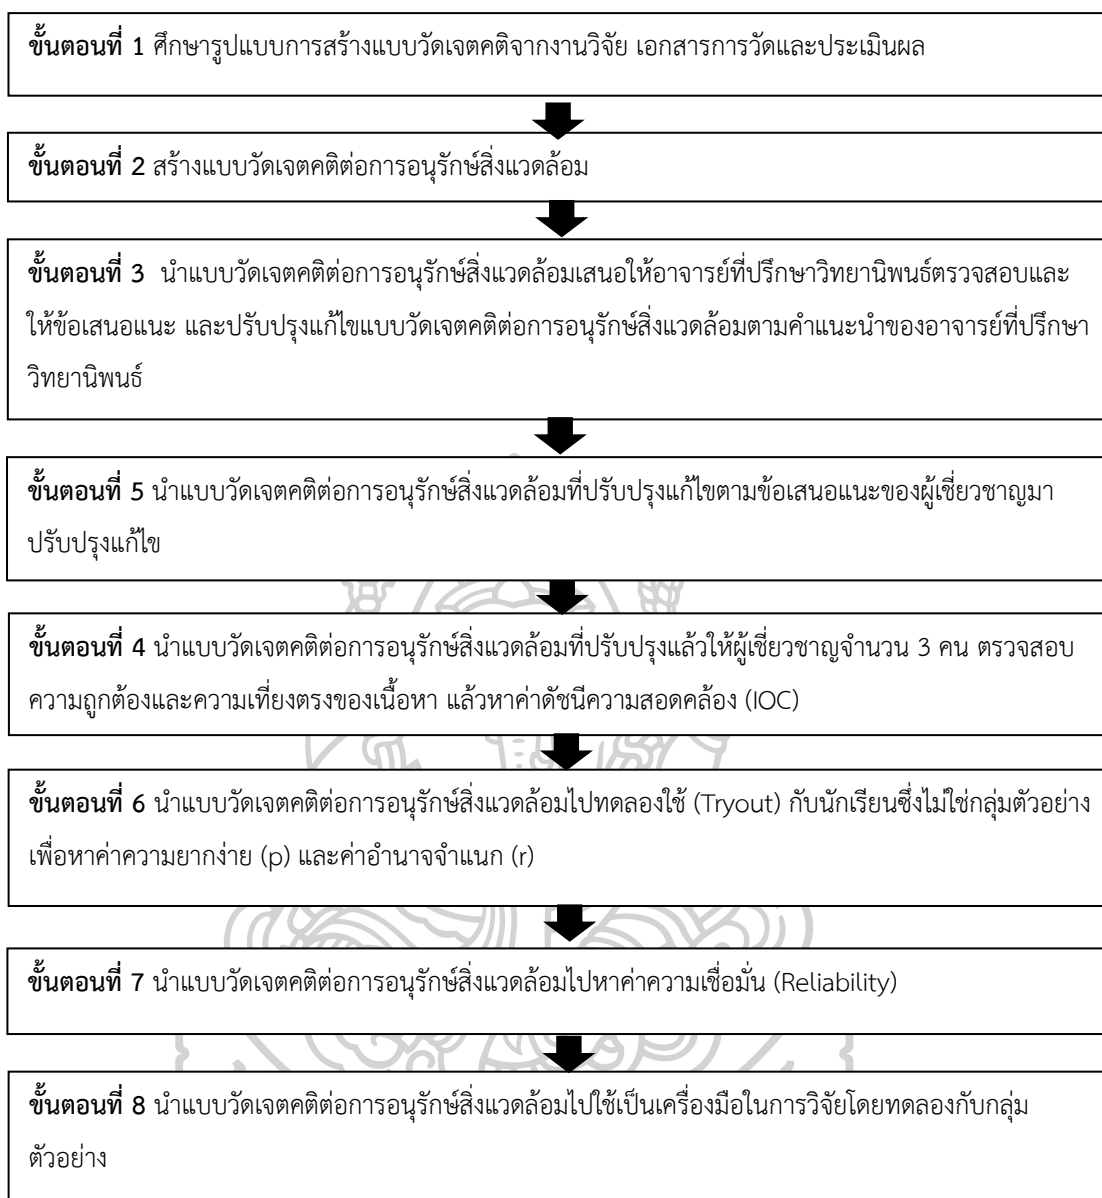 ขั้นตอนที่ 1 ศึกษารูปแบบการสร้างแบบวัดเจตคติจากงานวิจัย เอกสารการวัดและประเมินผล
ขั้นตอนที่ 2 สร้างแบบวัดเจตคติต่อการอนุรักษ์สิ่งแวดล้อม
ขั้นตอนที่ 3 นำแบบวัดเจตคติต่อการอนุรักษ์สิ่งแวดล้อมเสนอให้อาจารย์ที่ปรึกษาวิทยานิพนธ์ตรวจสอบและ
ให้ข้อเสนอแนะ และปรับปรุงแก้ไขแบบวัดเจตคติต่อการอนุรักษ์สิ่งแวดล้อมตามคำแนะนำของอาจารย์ที่ปรึกษา
วิทยานิพนธ์
ขั้นตอนที่ 5 นำแบบวัดเจตคติต่อการอนุรักษ์สิ่งแวดล้อมที่ปรับปรุงแก้ไขตามข้อเสนอแนะของผู้เชี่ยวชาญมา
ปรับปรุงแก้ไข
ขั้นตอนที่ 4 นำแบบวัดเจตคติต่อการอนุรักษ์สิ่งแวดล้อมที่ปรับปรุงแล้วให้ผู้เชี่ยวชาญจำนวน 3 คน ตรวจสอบ
ความถูกต้องและความเที่ยงตรงของเนื้อหา แล้วหาค่าดัชนีความสอดคล้อง (IOC)
ขั้นตอนที่ 6 นำแบบวัดเจตคติต่อการอนุรักษ์สิ่งแวดล้อมไปทดลองใช้ (Tryout) กับนักเรียนซึ่งไม่ใช่กลุ่มตัวอย่าง
เพื่อหาค่าความยากง่าย (p) และค่าอำนาจจำแนก (r)
ขั้นตอนที่ 7 นำแบบวัดเจตคติต่อการอนุรักษ์สิ่งแวดล้อมไปหาค่าความเชื่อมั่น (Reliability)
ขั้นตอนที่ 8 นำแบบวัดเจตคติต่อการอนุรักษ์สิ่งแวดล้อมไปใช้เป็นเครื่องมือในการวิจัยโดยทดลองกับกลุ่ม
ตัวอย่าง